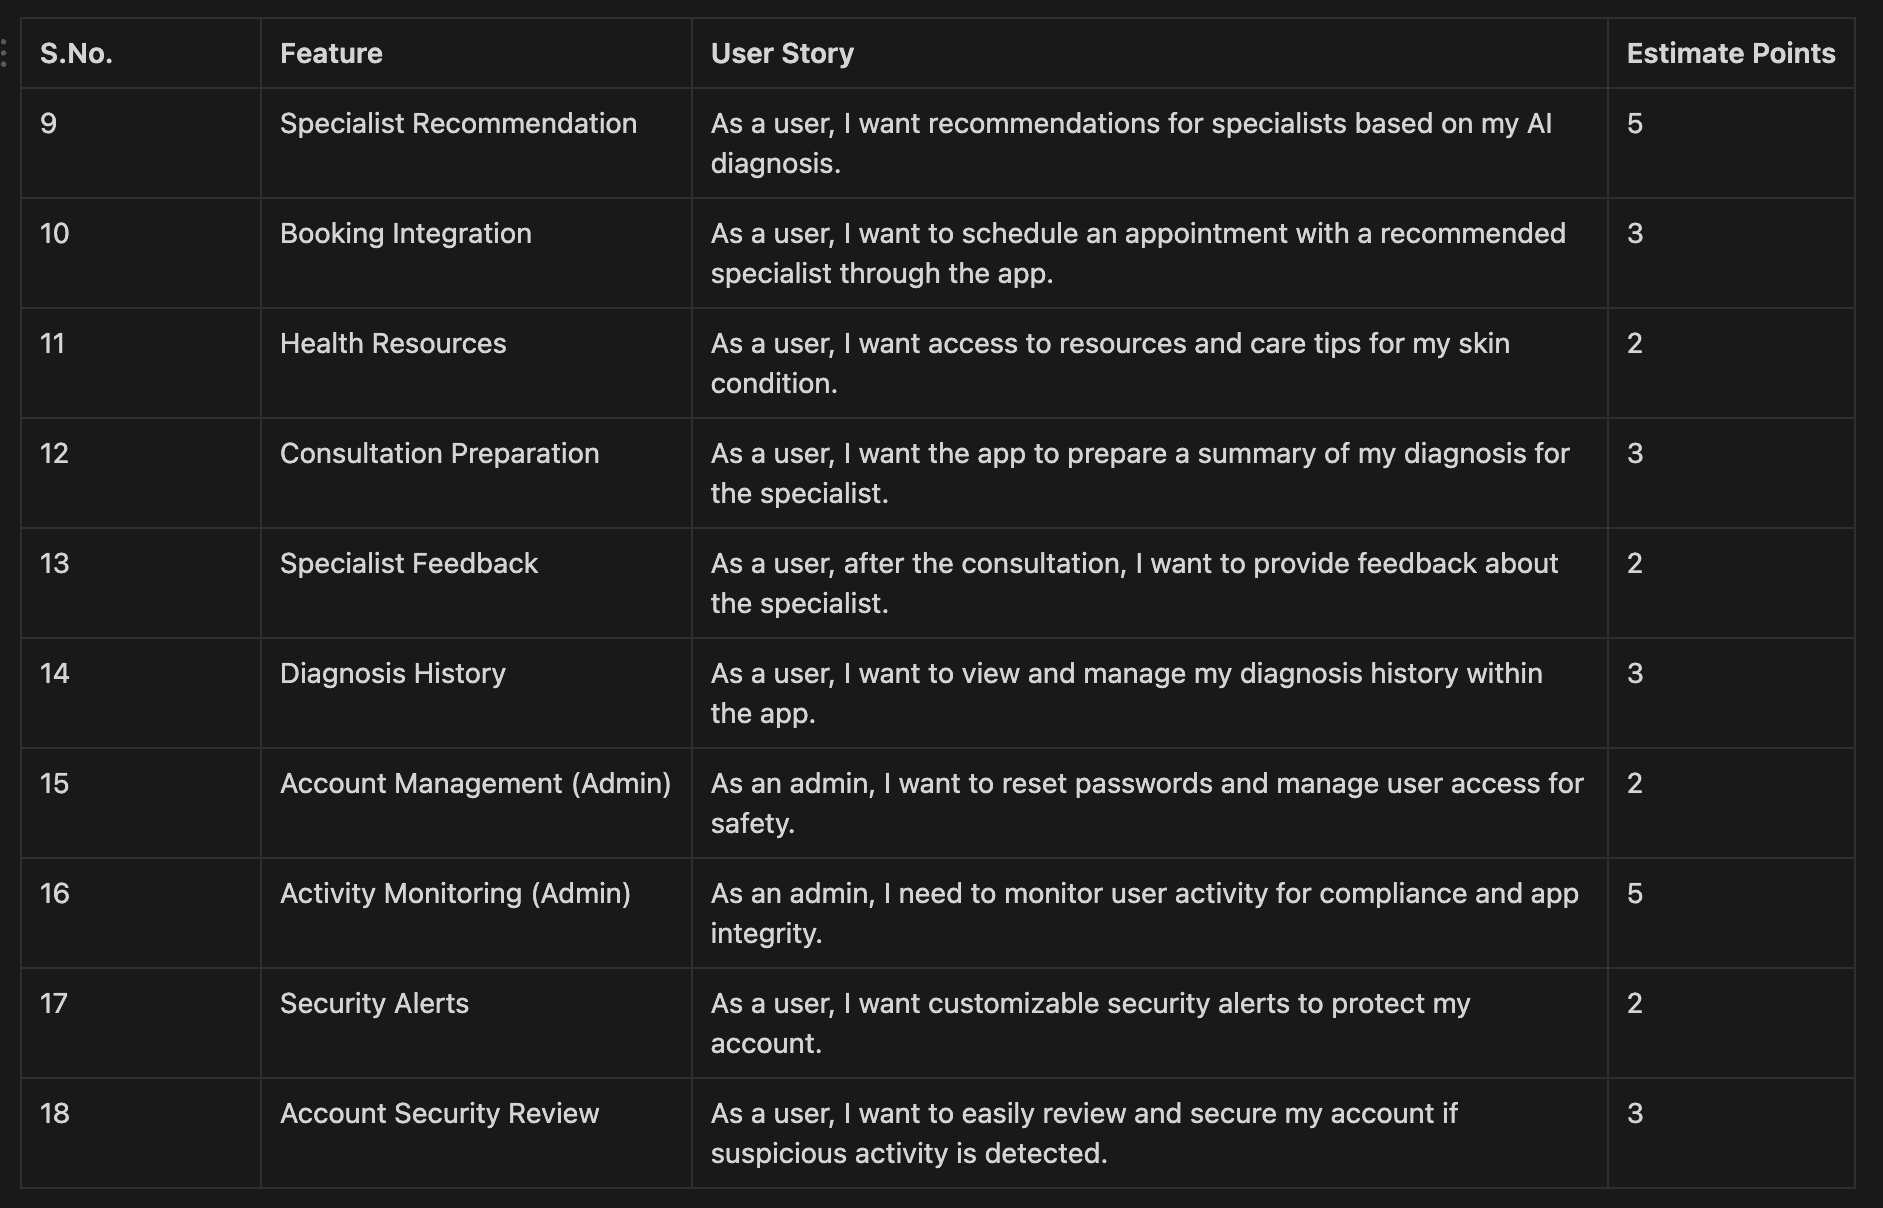 S.No. Feature User Story Estimate Points
9 Specialist Recommendation As a user, I want recommendations for specialists based on my AI 5
diagnosis.
10 Booking Integration As a user, I want to schedule an appointment with a recommended 3
specialist through the app.
11 Health Resources As a user, I want access to resources and care tips for my skin 2
condition.
12 Consultation Preparation As a user, I want the app to prepare a summary of my diagnosis for 3
the specialist.
13 Specialist Feedback As a user, after the consultation, I want to provide feedback about 2
the specialist.
14 Diagnosis History As a user, I want to view and manage my diagnosis history within 3
the app.
15 Account Management (Admin) As an admin, I want to reset passwords and manage user access for 2
safety.
16 Activity Monitoring (Admin) As an admin, I need to monitor user activity for compliance and app 5
integrity.
17 Security Alerts As a user, I want customizable security alerts to protect my 2
account.
18 Account Security Review As a user, I want to easily review and secure my account if 3
suspicious activity is detected.